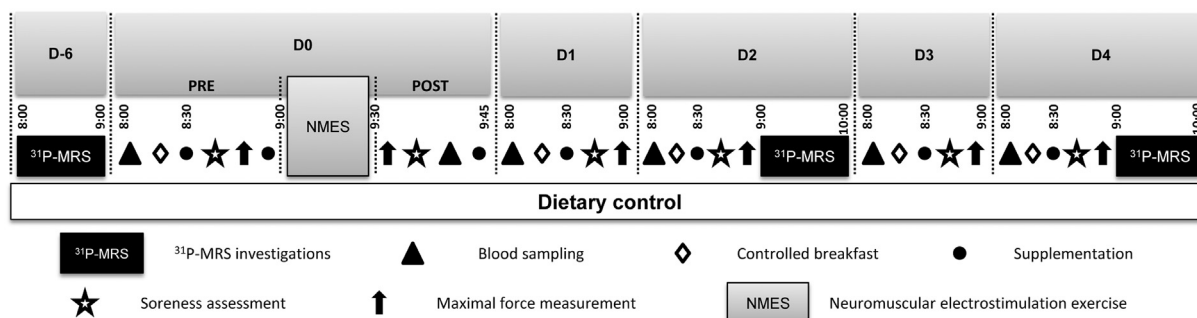 D-6 D0 D1 D2 D3 D4
PRE POST
8:00 9:00 8:00 8:30 9:00 9:30 9:45 8:00 8:30 9:00 8:00 8:30 9:00 10:00 8:00 8:30 9:00 8:00 8:30 9:00
NMES
³¹P-MRS ³¹P-MRS ³¹P-MRS
Dietary control
³¹P-MRS ³¹P-MRS investigations Blood sampling Controlled breakfast Supplementation
Soreness assessment Maximal force measurement NMES Neuromuscular electrostimulation exercise